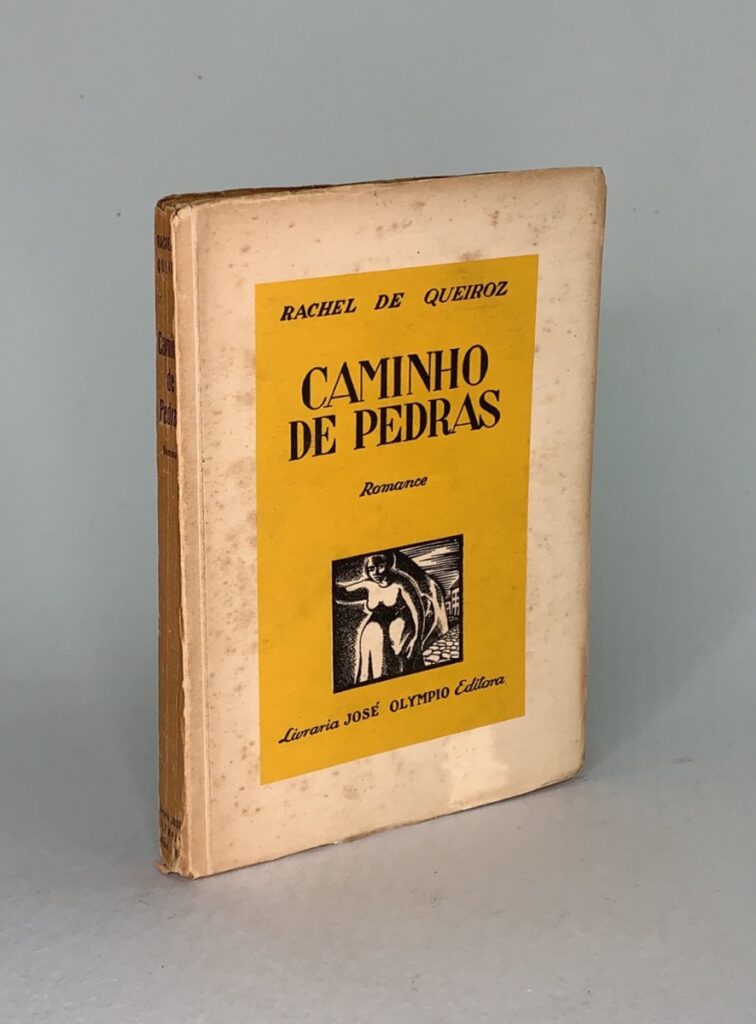 RACHEL DE QUEIROZ
CAMINHO
DE PEDRAS
Romance
Livraria JOSÉ OLYMPIO Editora